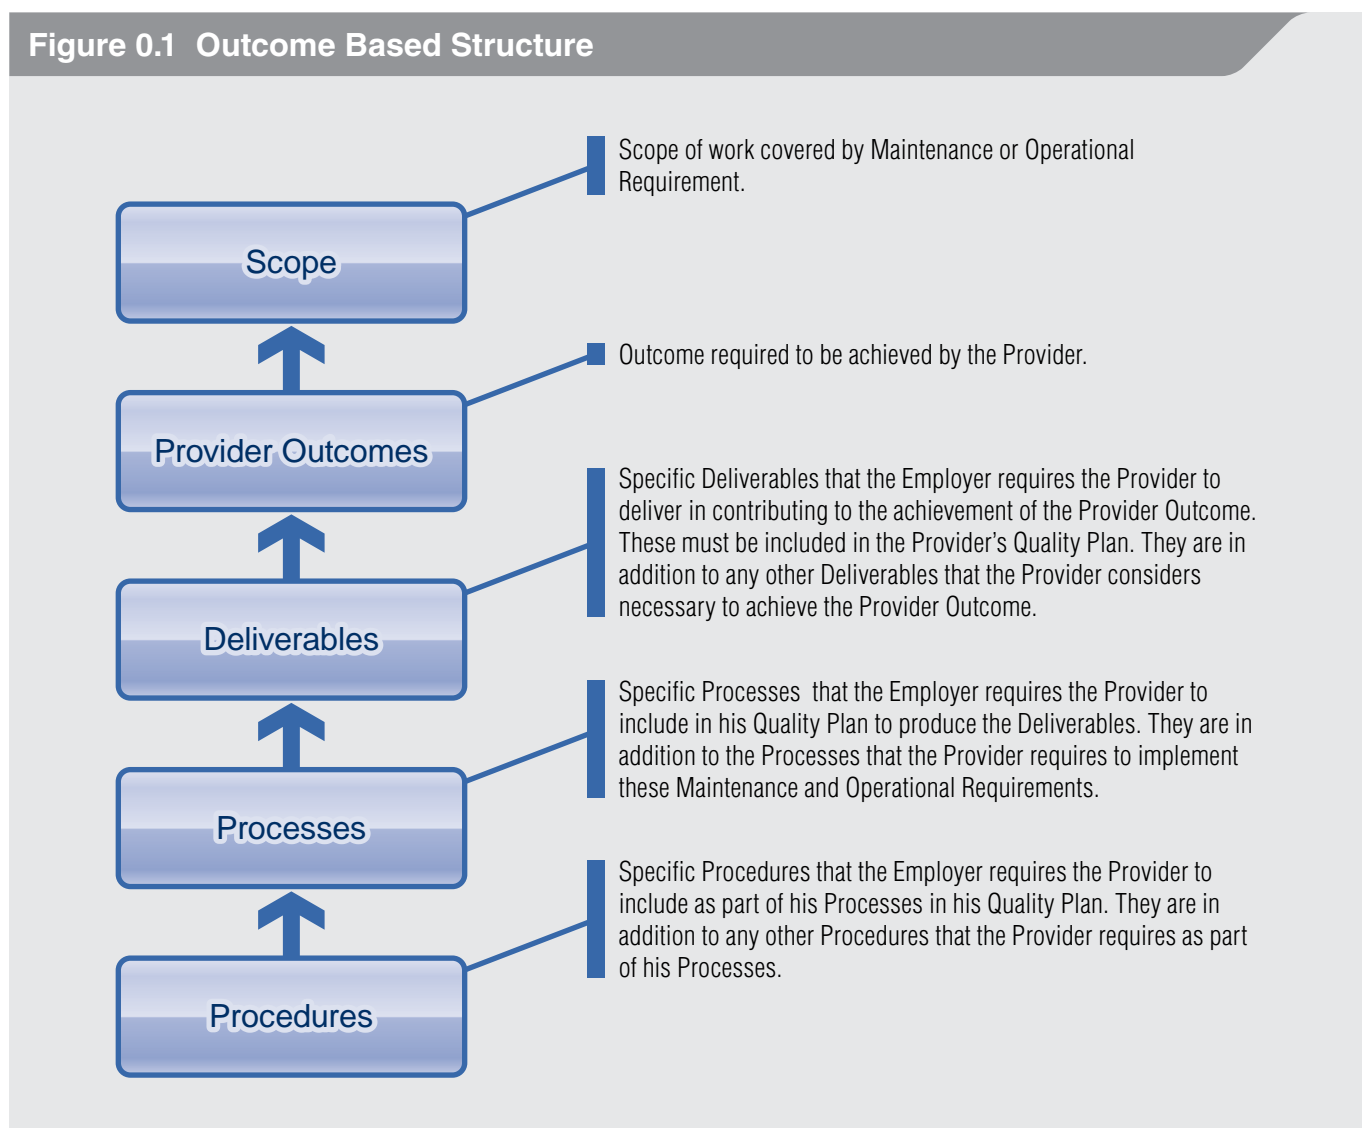 Figure 0.1  Outcome Based Structure
Scope of work covered by Maintenance or Operational
Requirement.
Scope
Outcome required to be achieved by the Provider.
Provider Outcomes
Specific Deliverables that the Employer requires the Provider to
deliver in contributing to the achievement of the Provider Outcome.
These must be included in the Provider’s Quality Plan. They are in
addition to any other Deliverables that the Provider considers
necessary to achieve the Provider Outcome.
Deliverables
Specific Processes  that the Employer requires the Provider to
include in his Quality Plan to produce the Deliverables. They are in
addition to the Processes that the Provider requires to implement
these Maintenance and Operational Requirements.
Processes
Specific Procedures that the Employer requires the Provider to
include as part of his Processes in his Quality Plan. They are in
addition to any other Procedures that the Provider requires as part
of his Processes.
Procedures